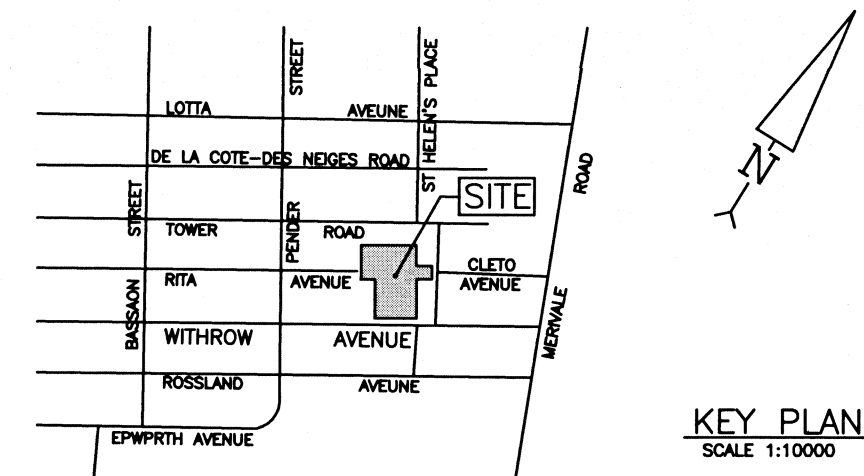 STREET
ST HELEN'S PLACE
LOTTA AVEUNE
DE LA COTE-DES NEIGES ROAD
ROAD
SITE
N
BASSAON STREET
PENDER
TOWER ROAD
RITA AVENUE
CLETO
AVENUE
MERIVALE
WITHROW AVENUE
ROSSLAND AVEUNE
EPWPRTH AVENUE
KEY PLAN
SCALE 1:10000